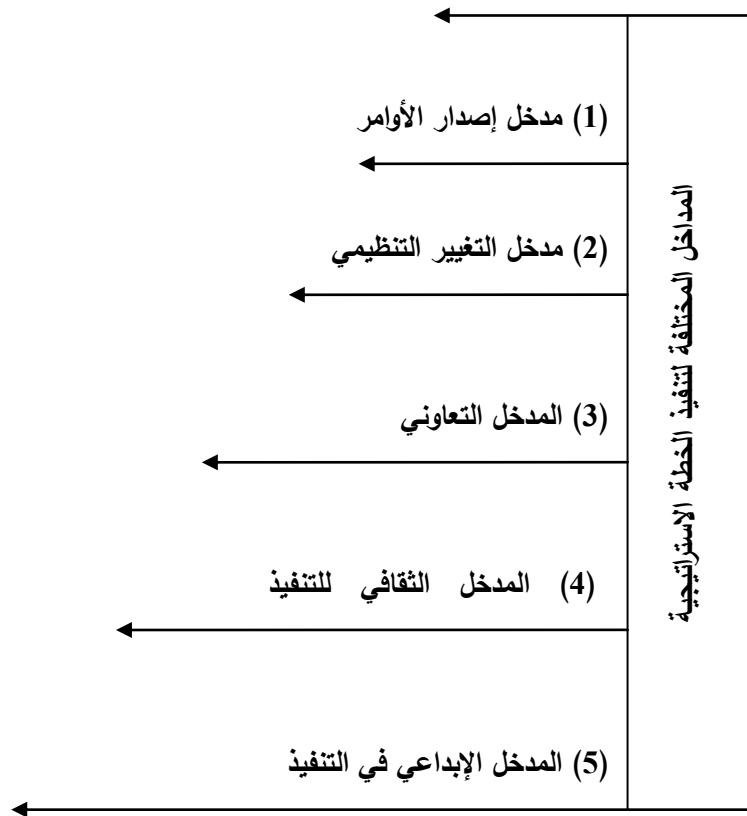 المداخل المختلفة لتنفيذ الخطة الاستراتيجية
(1) مدخل إصدار الأوامر
(2) مدخل التغيير التنظيمي
(3) المدخل التعاوني
(4) المدخل الثقافي للتنفيذ
(5) المدخل الإبداعي في التنفيذ